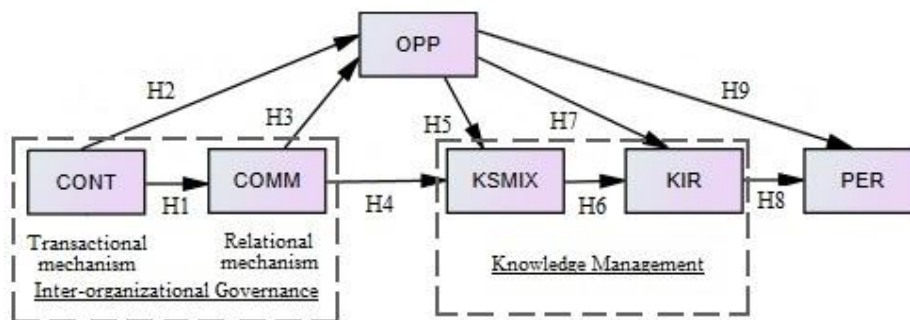 OPP
H2
H3
H5
H7
H9
CONT
COMM
KSMIX
KIR
PER
H1
H4
H6
H8
Transactional
mechanism
Relational
mechanism
Inter-organizational Governance
Knowledge Management